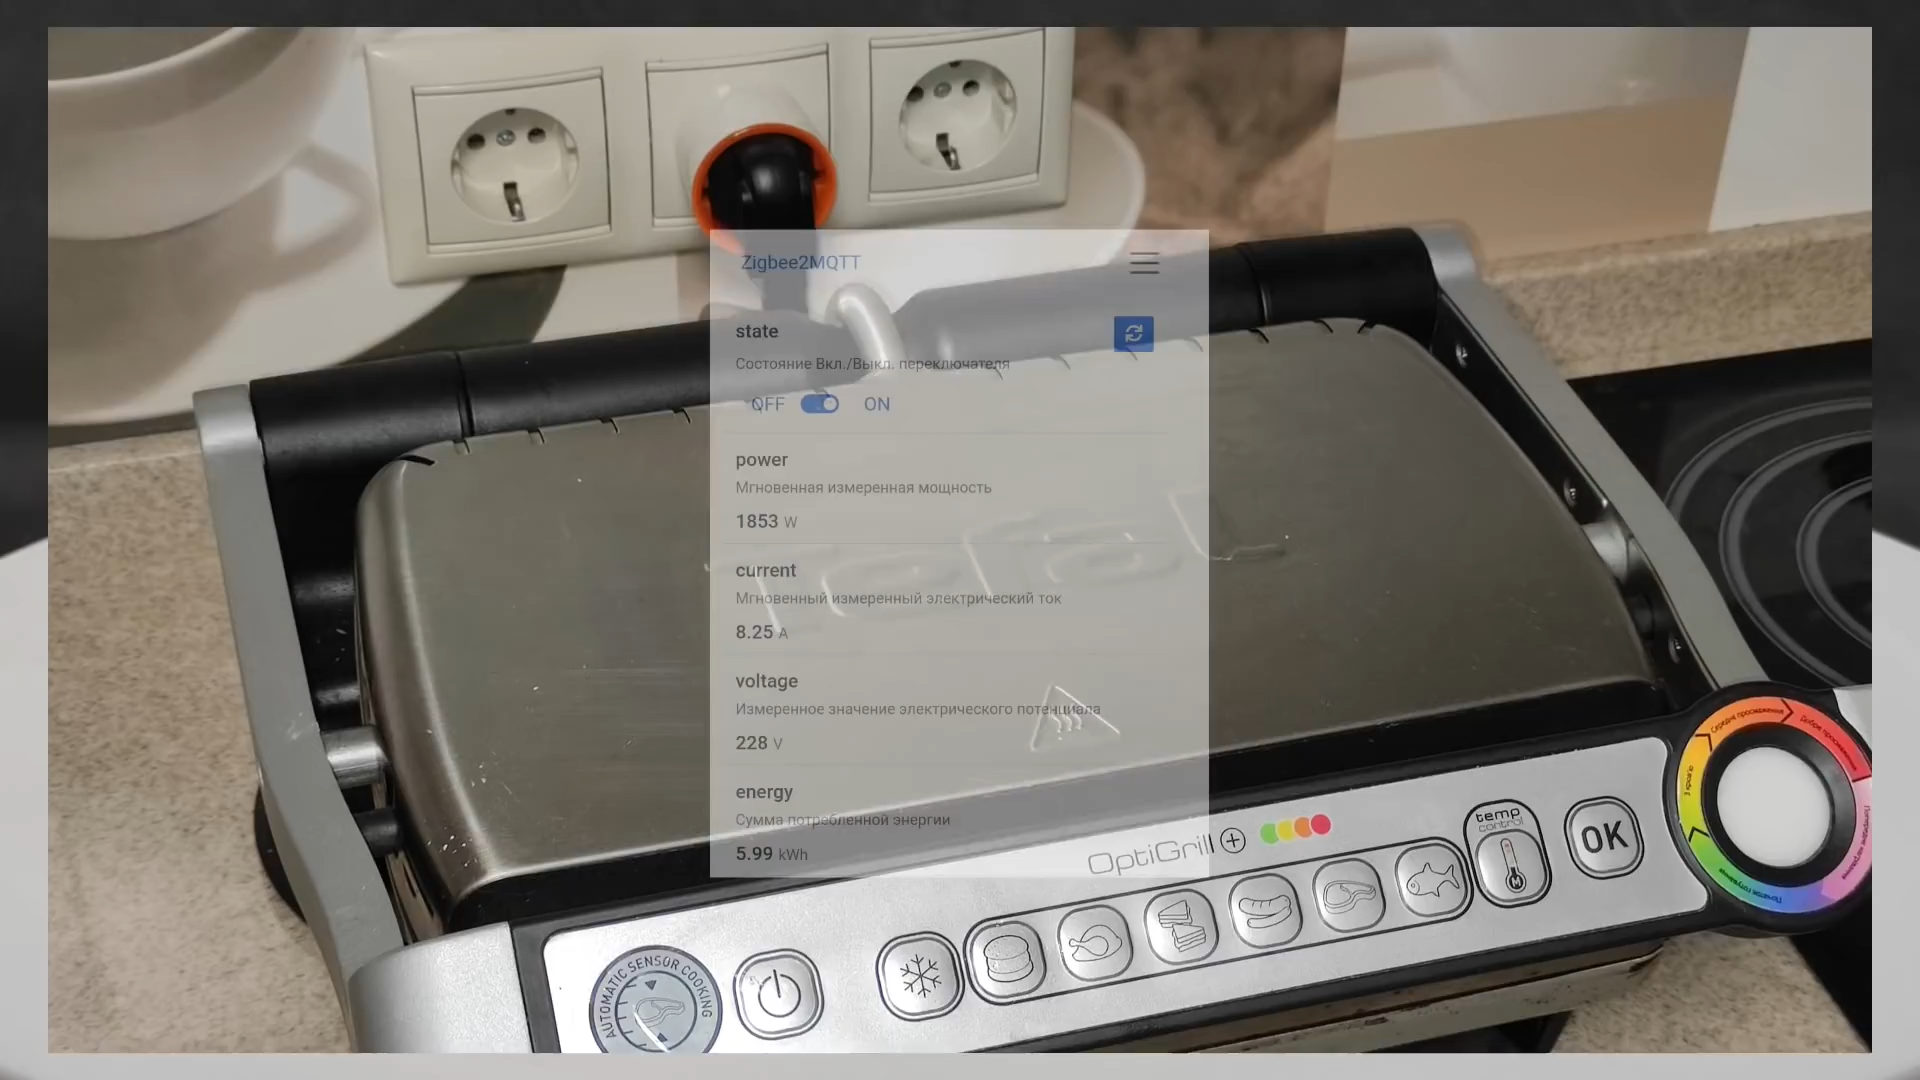 Zigbee2MQTT
state
Состояние Вкл./Выкл. переключателя
OFF ON
power
Мгновенная измеренная мощность
1853 W
current
Мгновенный измеренный электрический ток
8.25 A
voltage
Измеренное значение электрического потенциала
228 V
energy
Сумма потребленной энергии
5.99 kWh
Tefal
OptiGrill +
temp
control
OK
AUTOMATIC SENSOR COOKING